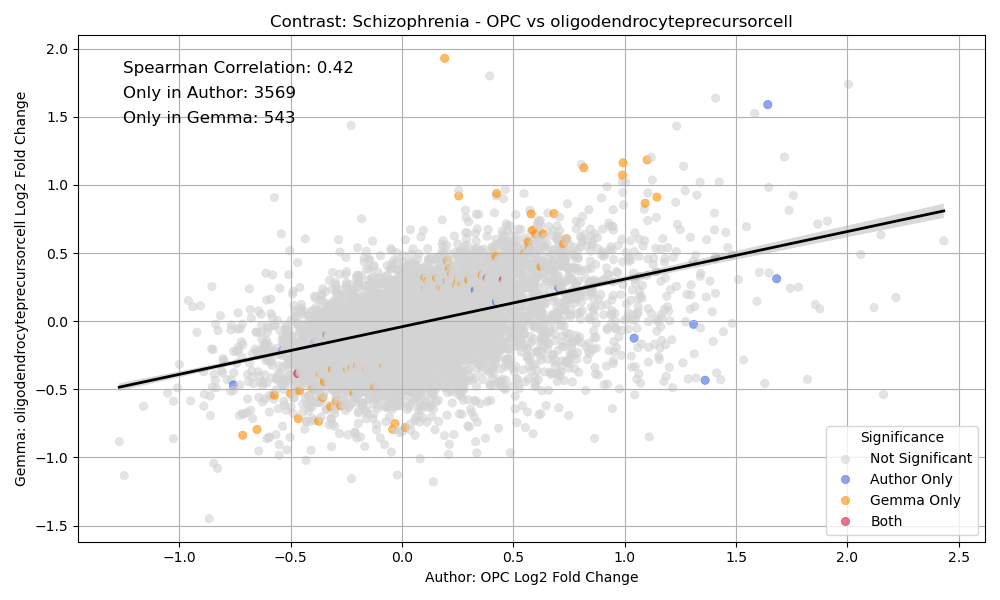 Contrast: Schizophrenia - OPC vs oligodendrocyteprecursorcell
Spearman Correlation: 0.42
Only in Author: 3569
Only in Gemma: 543
Gemma: oligodendrocyteprecursorcell Log2 Fold Change
2.0
1.5
1.0
0.5
0.0
−0.5
−1.0
−1.5
Significance
Not Significant
Author Only
Gemma Only
Both
−1.0
−0.5
0.0
0.5
1.0
1.5
2.0
2.5
Author: OPC Log2 Fold Change